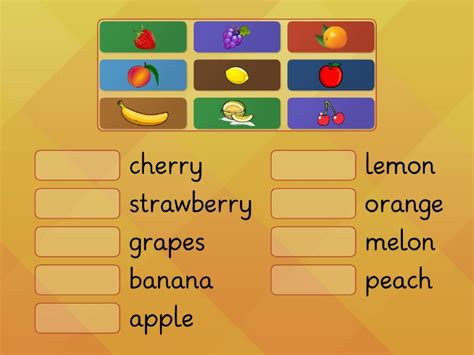 cherry
strawberry
grapes
banana
apple
lemon
orange
melon
peach